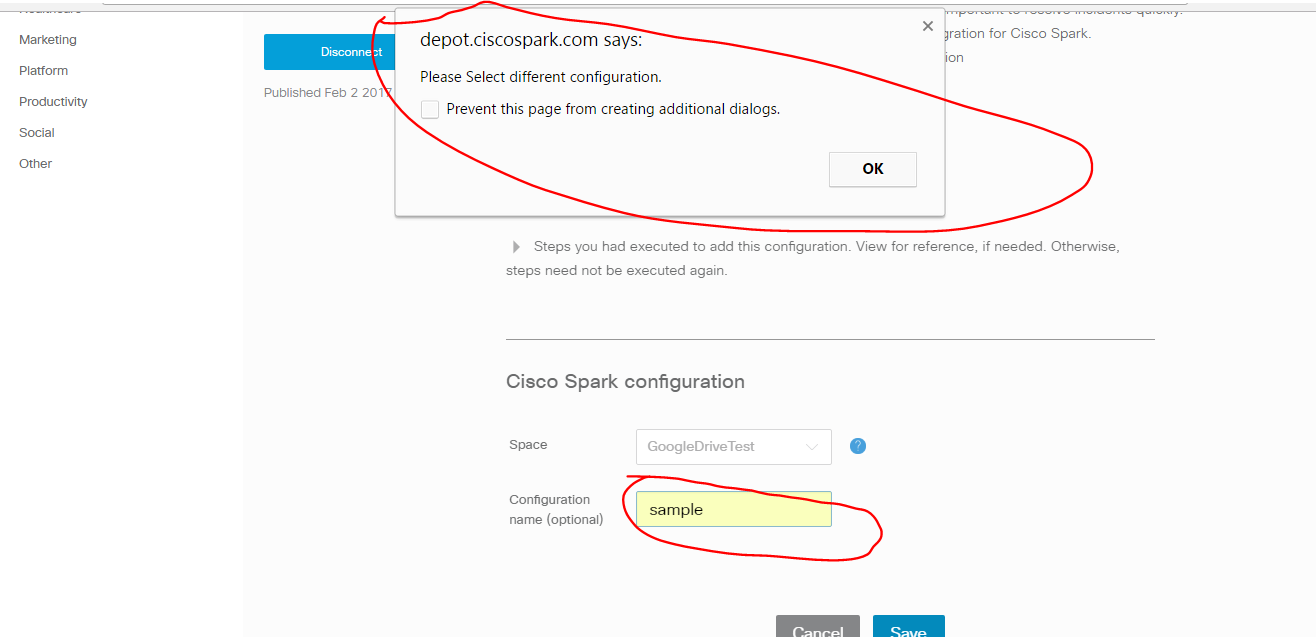 Healthcare
Marketing
Platform
Productivity
Social
Other
Disconnect
Published Feb 2 2017
important to receive incidents quickly.
gration for Cisco Spark.
ion
depot.ciscospark.com says:
Please Select different configuration.
Prevent this page from creating additional dialogs.
OK
Steps you had executed to add this configuration. View for reference, if needed. Otherwise,
steps need not be executed again.
Cisco Spark configuration
Space
GoogleDriveTest
?
Configuration
name (optional)
sample
Cancel
Save